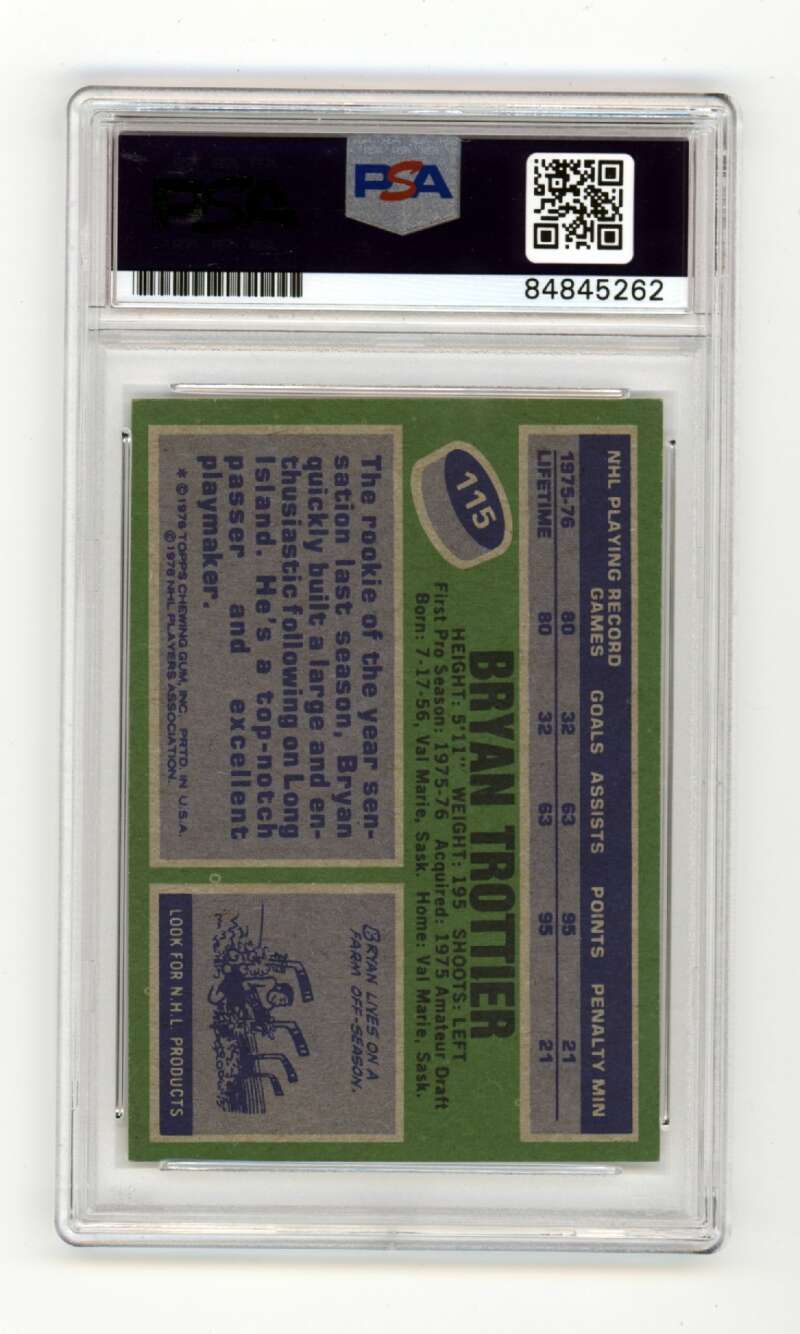 PSA
PSA
84845262
NHL PLAYING RECORD
GAMES GOALS ASSISTS POINTS PENALTY MIN
1975-76 80 32 63 95 21
LIFETIME 80 32 63 95 21
115
BRYAN TROTTIER
HEIGHT: 5'11" WEIGHT: 195 SHOOTS: LEFT
First Pro Season: 1975-76 Acquired: 1975 Amateur Draft
Born: 7-17-56, Val Marie, Sask. Home: Val Marie, Sask.
The rookie of the year sen-
sation last season, Bryan
quickly built a large and en-
thusiastic following on Long
Island. He's a top-notch
passer and excellent
playmaker.
* © 1976 TOPPS CHEWING GUM, INC. PRTD. IN U.S.A.
© 1976 NHL PLAYERS ASSOCIATION.
BRYAN LIVES ON A
FARM OFF-SEASON.
LOOK FOR N.H.L. PRODUCTS